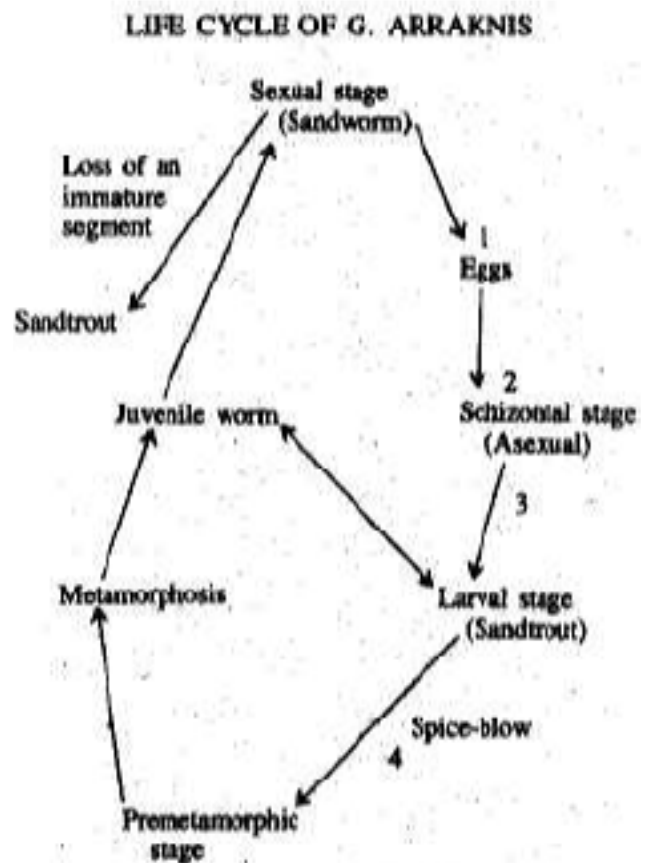 LIFE CYCLE OF G. ARRAKNIS
Sexual stage
(Sandworm)
Loss of an
immature
segment
1
Eggs
Sandtrout
2
Schizontal stage
(Asexual)
Juvenile worm
3
Metamorphosis
Larval stage
(Sandtrout)
Spice-blow
4
Premetamorphic
stage